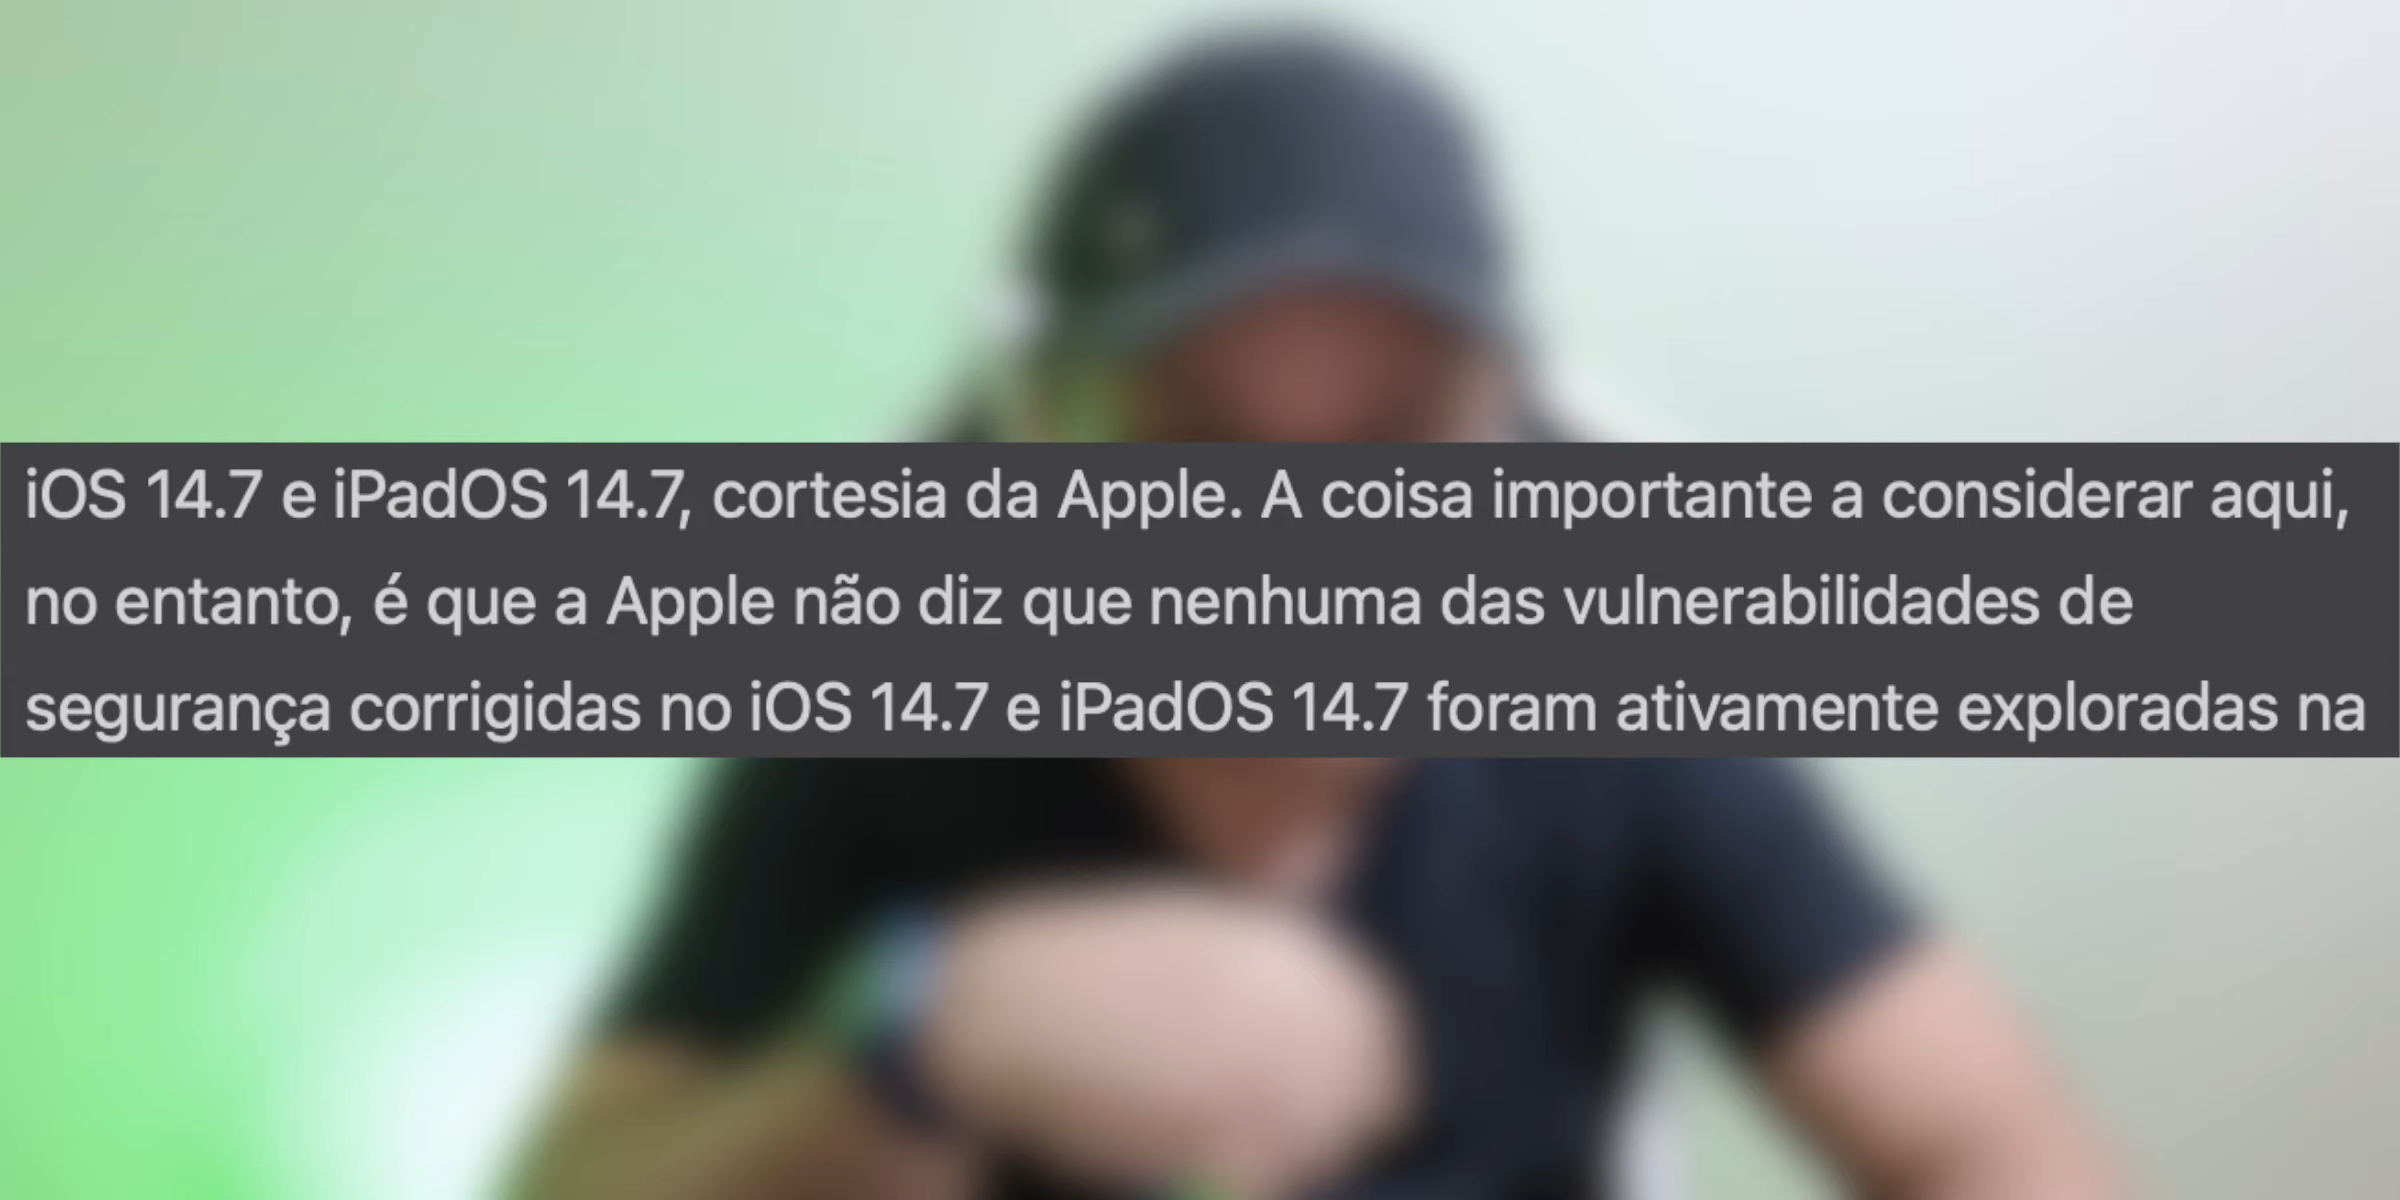 iOS 14.7 e iPadOS 14.7, cortesia da Apple. A coisa importante a considerar aqui,
no entanto, é que a Apple não diz que nenhuma das vulnerabilidades de
segurança corrigidas no iOS 14.7 e iPadOS 14.7 foram ativamente exploradas na